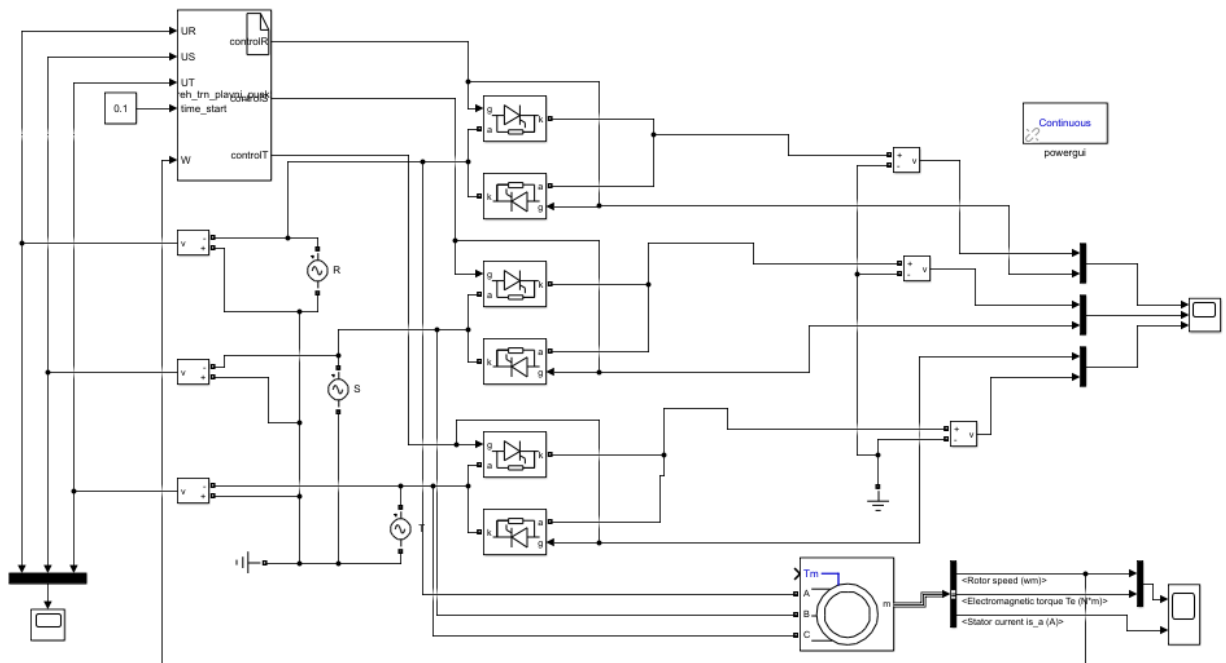 UR
controlR
US
UT
controlS
0.1
time_start
controlT
W
g
k
a
Continuous
powergui
+
v
-
a
k
g
-
v
+
R
g
k
a
+
v
-
a
k
g
-
v
+
S
g
k
a
+
v
-
-
v
+
T
a
k
g
Tm
A
m
B
C
<Rotor speed (wm)>
<Electromagnetic torque Te (N*m)>
<Stator current is_a (A)>